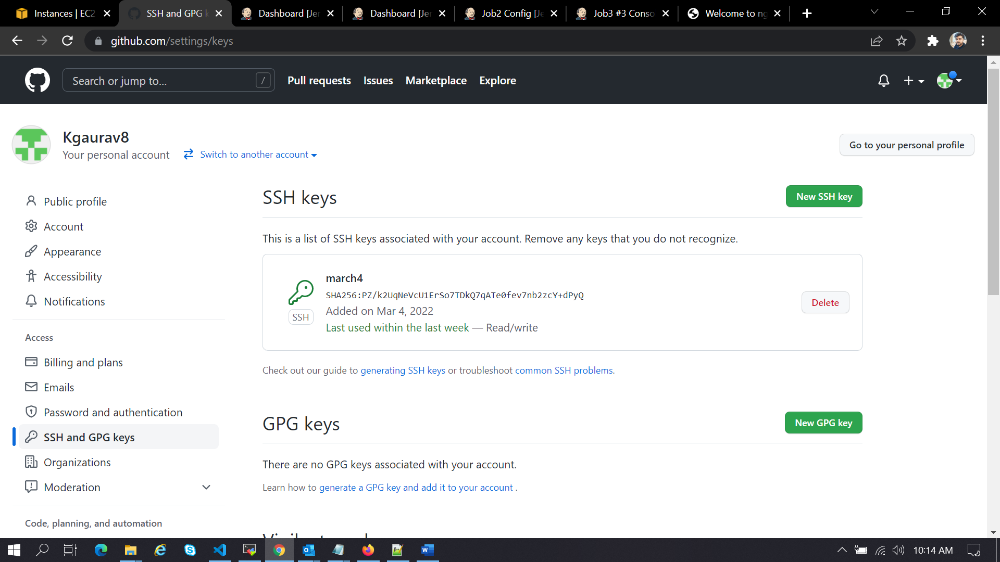 Instances | EC2
SSH and GPG k
Dashboard [Jen
Dashboard [Jen
Job2 Config [Je
Job3 #3 Conso
Welcome to ng
github.com/settings/keys
Search or jump to...
/
Pull requests
Issues
Marketplace
Explore
Kgaurav8
Your personal account
Switch to another account
Go to your personal profile
Public profile
Account
Appearance
Accessibility
Notifications
Access
Billing and plans
Emails
Password and authentication
SSH and GPG keys
Organizations
Moderation
Code, planning, and automation
SSH keys
New SSH key
This is a list of SSH keys associated with your account. Remove any keys that you do not recognize.
march4
SHA256:PZ/k2UqNeVcU1ErSo7TDkQ7qATe0fev7nb2zcY+dPyQ
Added on Mar 4, 2022
Last used within the last week — Read/write
SSH
Delete
Check out our guide to generating SSH keys or troubleshoot common SSH problems.
GPG keys
New GPG key
There are no GPG keys associated with your account.
Learn how to generate a GPG key and add it to your account .
10:14 AM